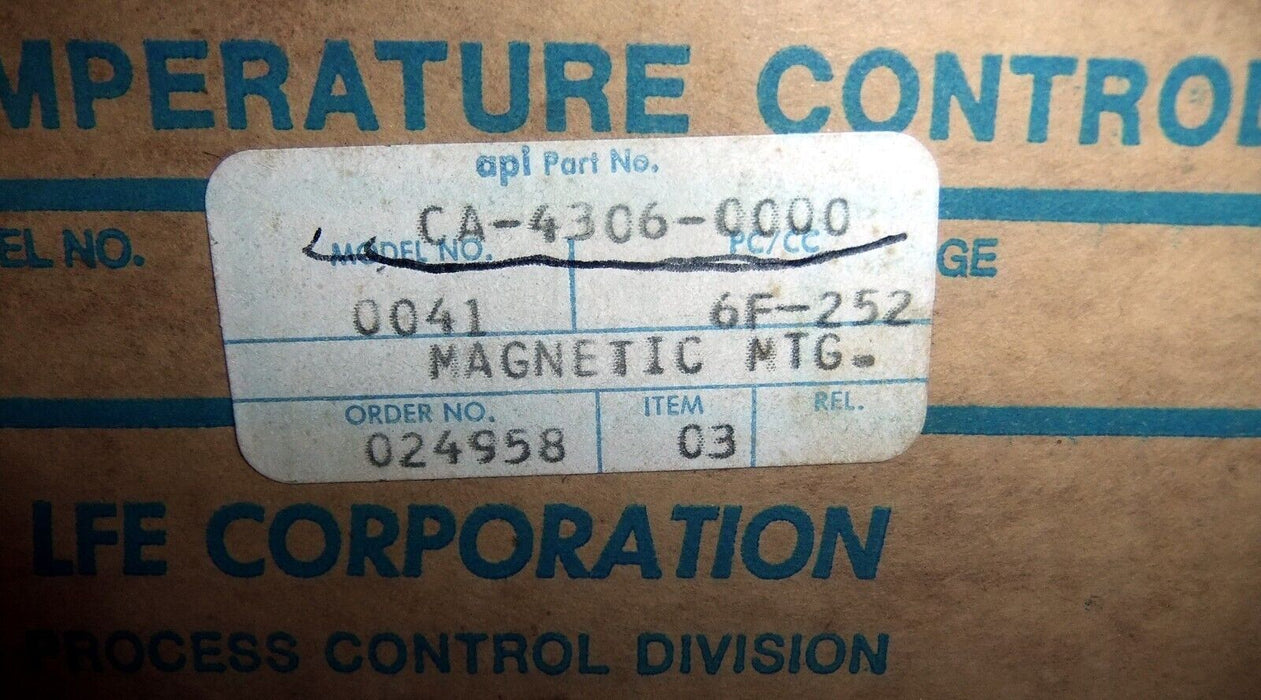 MPERATURE CONTROL
api Part No.
CA-4306-0000
EL NO. MODEL NO. PC/CC GE
0041 6F-252
MAGNETIC MTG.
ORDER NO. ITEM REL.
024958 03
LFE CORPORATION
PROCESS CONTROL DIVISION